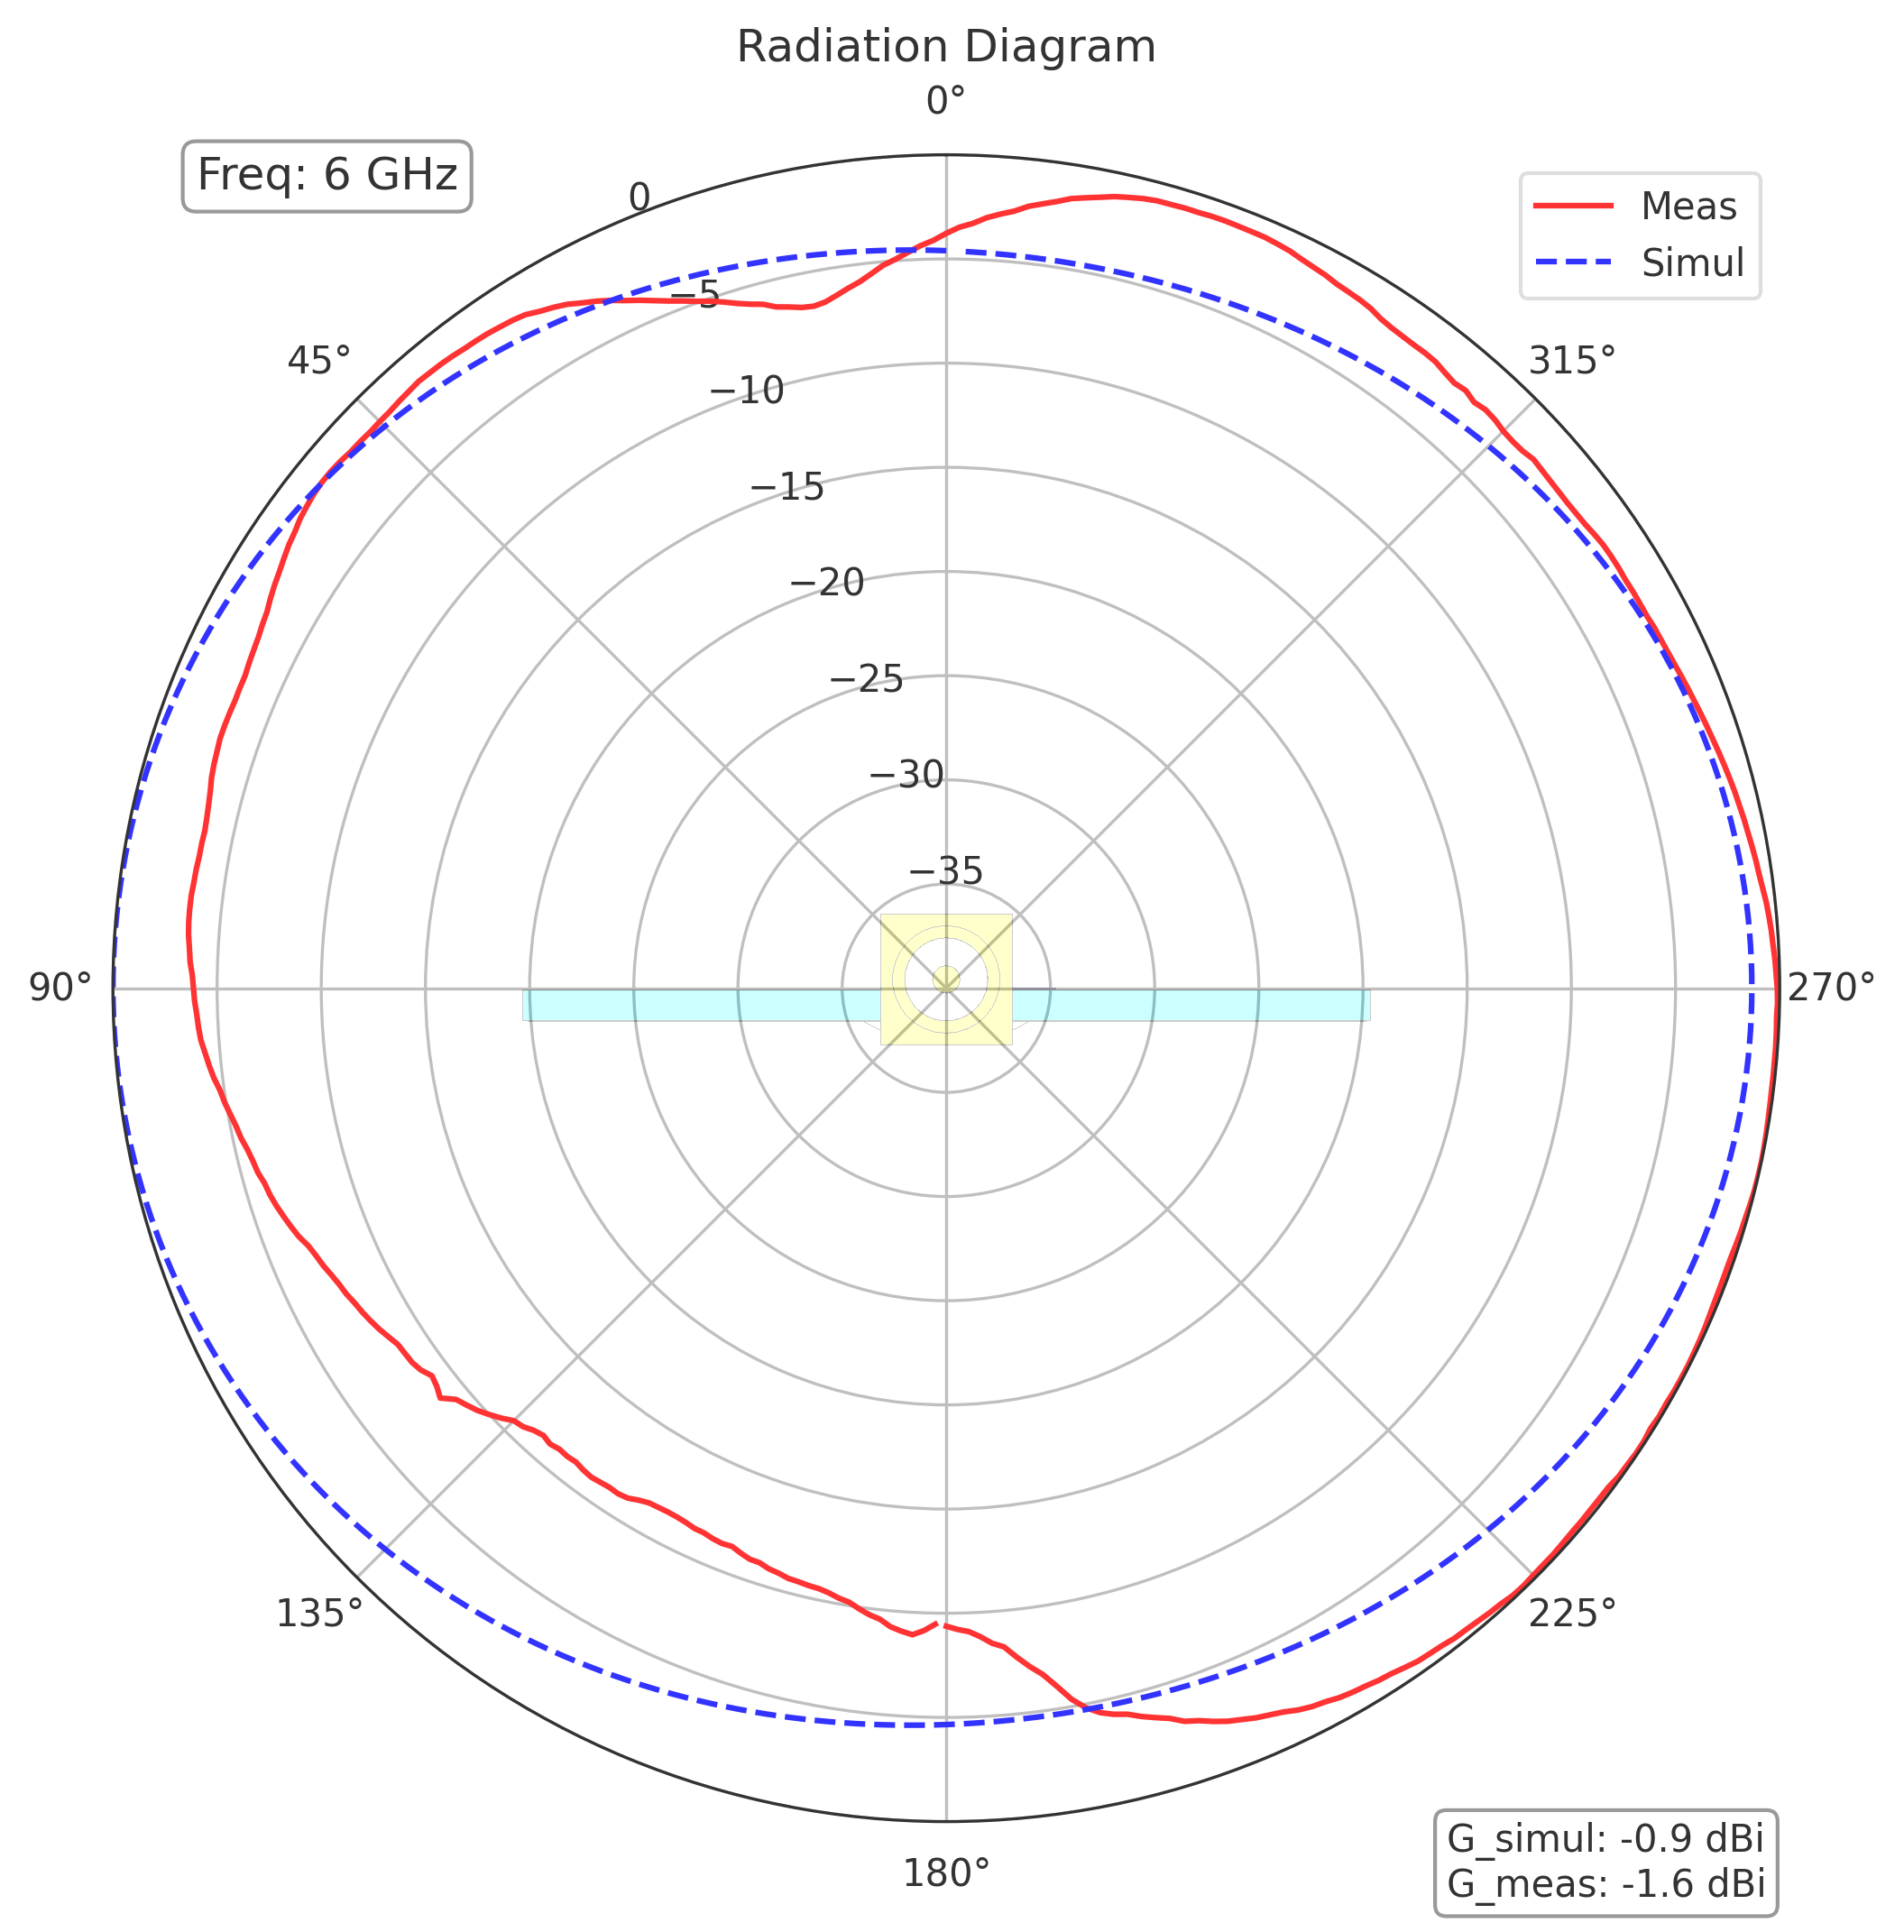 Radiation Diagram
0°
Freq: 6 GHz
0
Meas
Simul
−5
45°
315°
−10
−15
−20
−25
−30
−35
90°
270°
135°
225°
180°
G_simul: -0.9 dBi
G_meas: -1.6 dBi